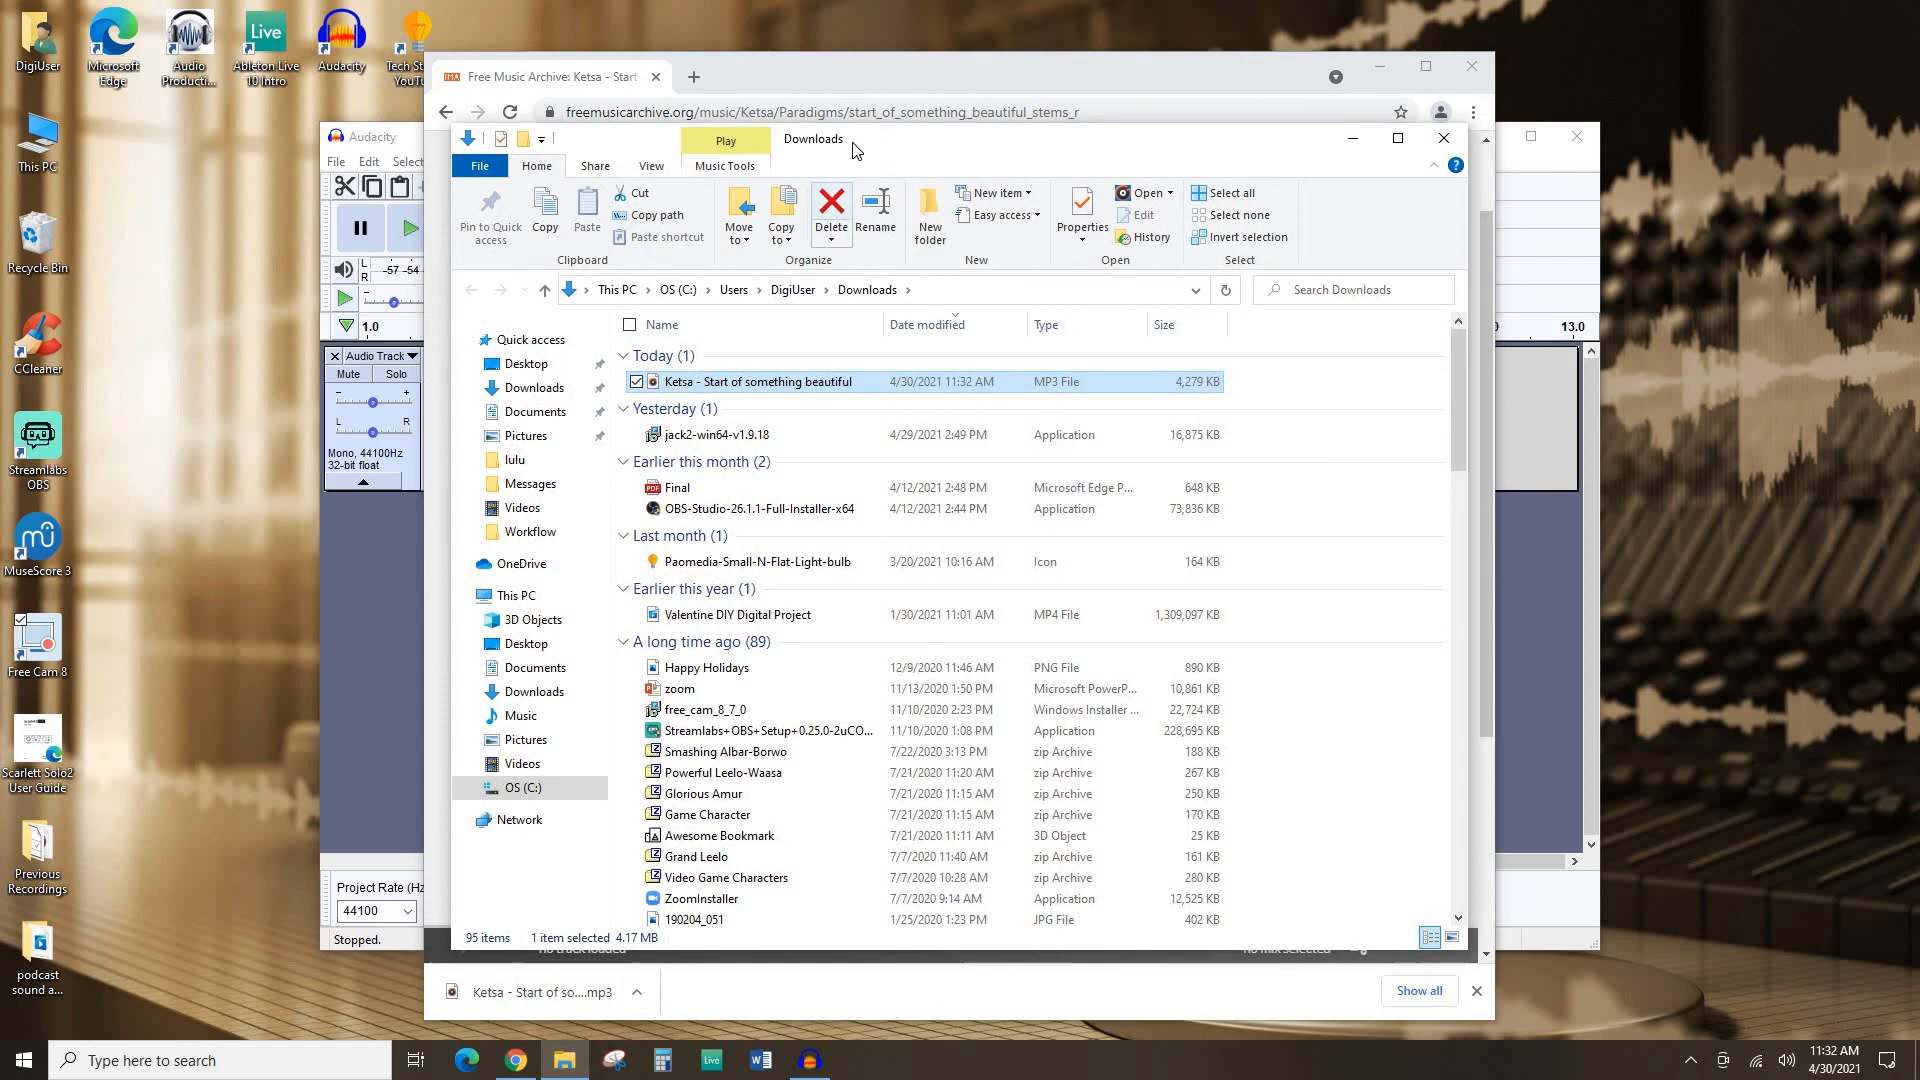 DigiUser
Microsoft
Edge
Audio
Producti...
Live
Ableton Live
10 Intro
Audacity
Tech St
YouT
This PC
Recycle Bin
CCleaner
Streamlabs
OBS
MuseScore 3
Free Cam 8
Scarlett Solo2
User Guide
Previous
Recordings
podcast
sound a...
Free Music Archive: Ketsa - Start
freemusicarchive.org/music/Ketsa/Paradigms/start_of_something_beautiful_stems_r
Audacity
File Edit Select
L
R
-57 -54
1.0
13.0
Audio Track
Mute Solo
- +
L R
Mono, 44100Hz
32-bit float
Project Rate (Hz
44100
Stopped.
Play
Downloads
File Home Share View Music Tools
Pin to Quick
access
Copy
Paste
Cut
Copy path
Paste shortcut
Clipboard
Move
to
Copy
to
Delete
Rename
Organize
New
folder
New item
Easy access
New
Properties
Open
Edit
History
Open
Select all
Select none
Invert selection
Select
This PC > OS (C:) > Users > DigiUser > Downloads >
Search Downloads
Quick access
Desktop
Downloads
Documents
Pictures
lulu
Messages
Videos
Workflow
OneDrive
This PC
3D Objects
Desktop
Documents
Downloads
Music
Pictures
Videos
OS (C:)
Network
Name Date modified Type Size
Today (1)
Ketsa - Start of something beautiful 4/30/2021 11:32 AM MP3 File 4,279 KB
Yesterday (1)
jack2-win64-v1.9.18 4/29/2021 2:49 PM Application 16,875 KB
Earlier this month (2)
Final 4/12/2021 2:48 PM Microsoft Edge P... 648 KB
OBS-Studio-26.1.1-Full-Installer-x64 4/12/2021 2:44 PM Application 73,836 KB
Last month (1)
Paomedia-Small-N-Flat-Light-bulb 3/20/2021 10:16 AM Icon 164 KB
Earlier this year (1)
Valentine DIY Digital Project 1/30/2021 11:01 AM MP4 File 1,309,097 KB
A long time ago (89)
Happy Holidays 12/9/2020 11:46 AM PNG File 890 KB
zoom 11/13/2020 1:50 PM Microsoft PowerP... 10,861 KB
free_cam_8_7_0 11/10/2020 2:23 PM Windows Installer ... 22,724 KB
Streamlabs+OBS+Setup+0.25.0-2uCO... 11/10/2020 1:08 PM Application 228,695 KB
Smashing Albar-Borwo 7/22/2020 3:13 PM zip Archive 188 KB
Powerful Leelo-Waasa 7/21/2020 11:20 AM zip Archive 267 KB
Glorious Amur 7/21/2020 11:15 AM zip Archive 250 KB
Game Character 7/21/2020 11:15 AM zip Archive 170 KB
Awesome Bookmark 7/21/2020 11:11 AM 3D Object 25 KB
Grand Leelo 7/7/2020 11:40 AM zip Archive 161 KB
Video Game Characters 7/7/2020 10:28 AM zip Archive 280 KB
ZoomInstaller 7/7/2020 9:14 AM Application 12,525 KB
190204_051 1/25/2020 1:23 PM JPG File 402 KB
95 items 1 item selected 4.17 MB
Ketsa - Start of so....mp3
Show all
Type here to search
Live
11:32 AM
4/30/2021